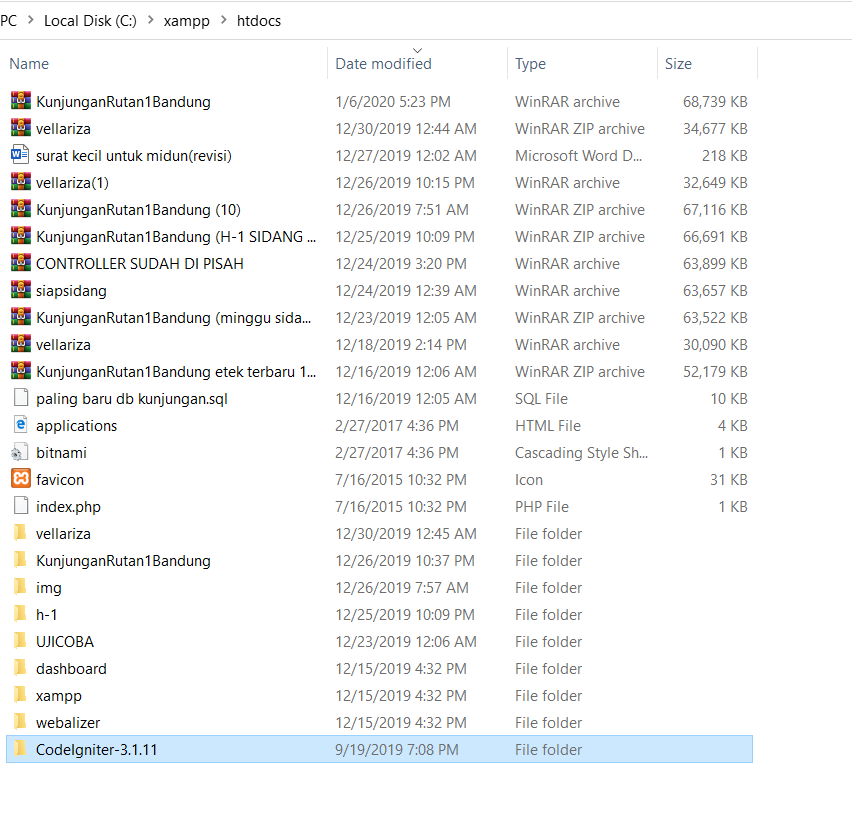 PC > Local Disk (C:) > xampp > htdocs
Name Date modified Type Size
KunjunganRutan1Bandung 1/6/2020 5:23 PM WinRAR archive 68,739 KB
vellariza 12/30/2019 12:44 AM WinRAR ZIP archive 34,677 KB
surat kecil untuk midun(revisi) 12/27/2019 12:02 AM Microsoft Word D... 218 KB
vellariza(1) 12/26/2019 10:15 PM WinRAR archive 32,649 KB
KunjunganRutan1Bandung (10) 12/26/2019 7:51 AM WinRAR ZIP archive 67,116 KB
KunjunganRutan1Bandung (H-1 SIDANG ... 12/25/2019 10:09 PM WinRAR ZIP archive 66,691 KB
CONTROLLER SUDAH DI PISAH 12/24/2019 3:20 PM WinRAR archive 63,899 KB
siapsidang 12/24/2019 12:39 AM WinRAR archive 63,657 KB
KunjunganRutan1Bandung (minggu sida... 12/23/2019 12:05 AM WinRAR ZIP archive 63,522 KB
vellariza 12/18/2019 2:14 PM WinRAR archive 30,090 KB
KunjunganRutan1Bandung etek terbaru 1... 12/16/2019 12:06 AM WinRAR ZIP archive 52,179 KB
paling baru db kunjungan.sql 12/16/2019 12:05 AM SQL File 10 KB
applications 2/27/2017 4:36 PM HTML File 4 KB
bitnami 2/27/2017 4:36 PM Cascading Style Sh... 1 KB
favicon 7/16/2015 10:32 PM Icon 31 KB
index.php 7/16/2015 10:32 PM PHP File 1 KB
vellariza 12/30/2019 12:45 AM File folder
KunjunganRutan1Bandung 12/26/2019 10:37 PM File folder
img 12/26/2019 7:57 AM File folder
h-1 12/25/2019 10:09 PM File folder
UJICOBA 12/23/2019 12:06 AM File folder
dashboard 12/15/2019 4:32 PM File folder
xampp 12/15/2019 4:32 PM File folder
webalizer 12/15/2019 4:32 PM File folder
CodeIgniter-3.1.11 9/19/2019 7:08 PM File folder